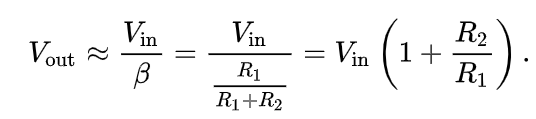 V_out ≈ V_in / β = V_in / (R_1 / (R_1+R_2)) = V_in (1 + R_2 / R_1).